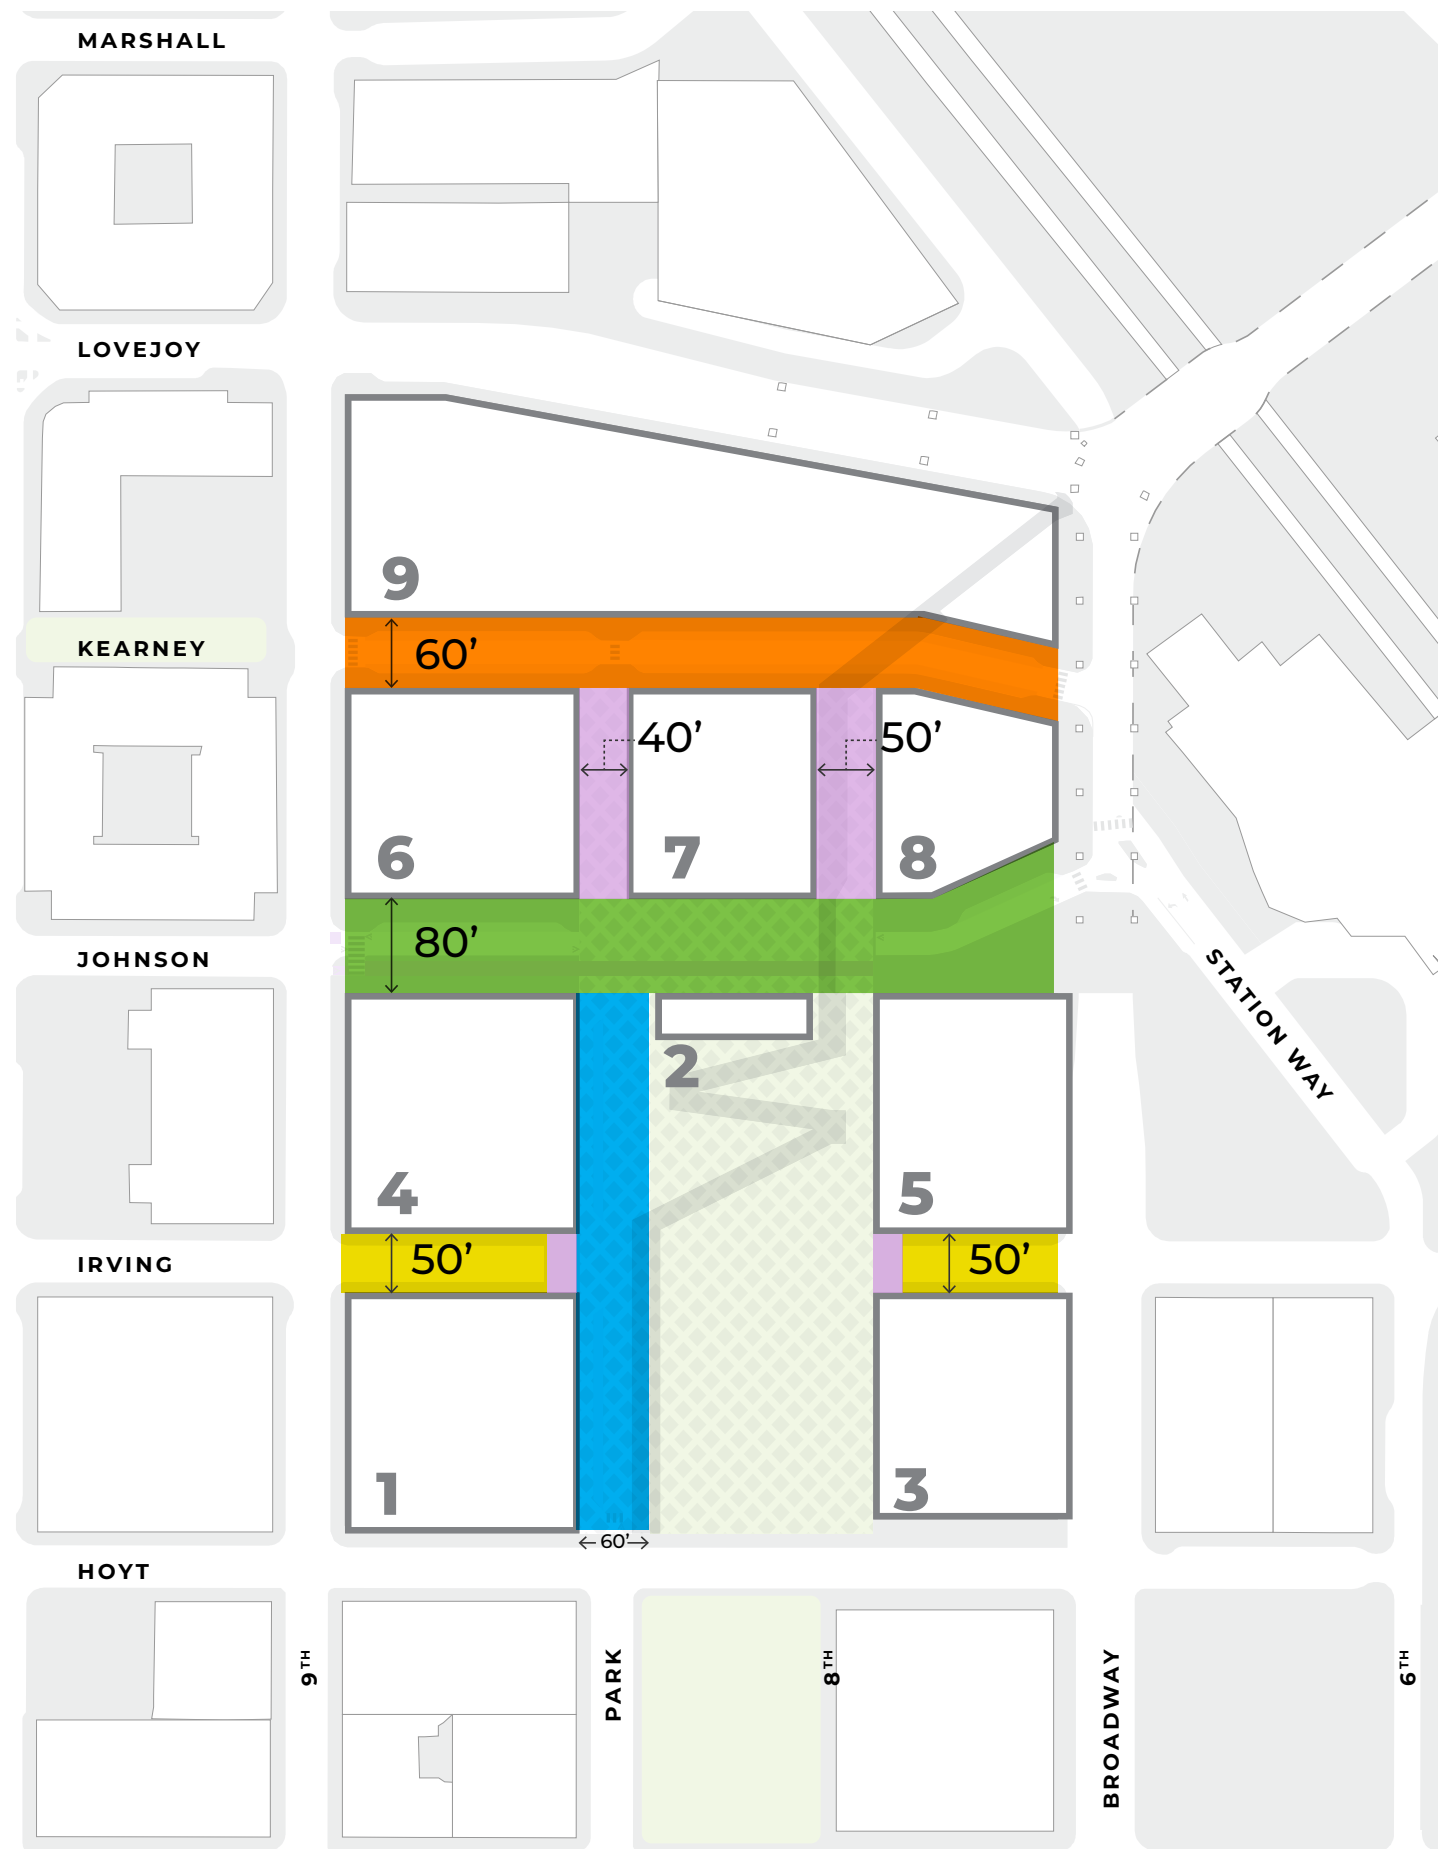 MARSHALL
LOVEJOY
9
KEARNEY
60’
40’
50’
6
7
8
80’
JOHNSON
STATION WAY
2
4
5
IRVING
50’
50’
1
3
60’
HOYT
9TH
PARK
8TH
BROADWAY
6TH